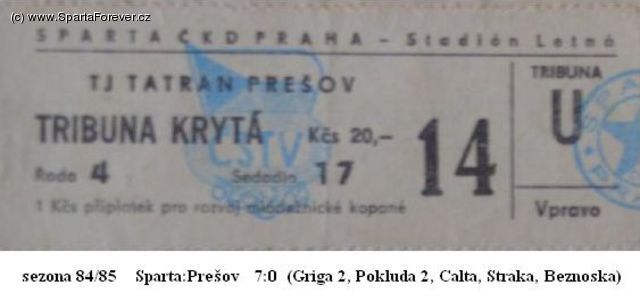 (c) www.SpartaForever.cz
SPARTA ČKD PRAHA – Stadión Letná
TJ TATRAN PREŠOV
TRIBUNA KRYTÁ Kčs 20,–
Řada 4 Sedadlo 17
14
1 Kčs příplatek pro rozvoj mládežnické kopané
TRIBUNA
U
Vpravo
ČSTV
sezona 84/85 Sparta:Prešov 7:0 (Griga 2, Pokluda 2, Calta, Straka, Beznoska)